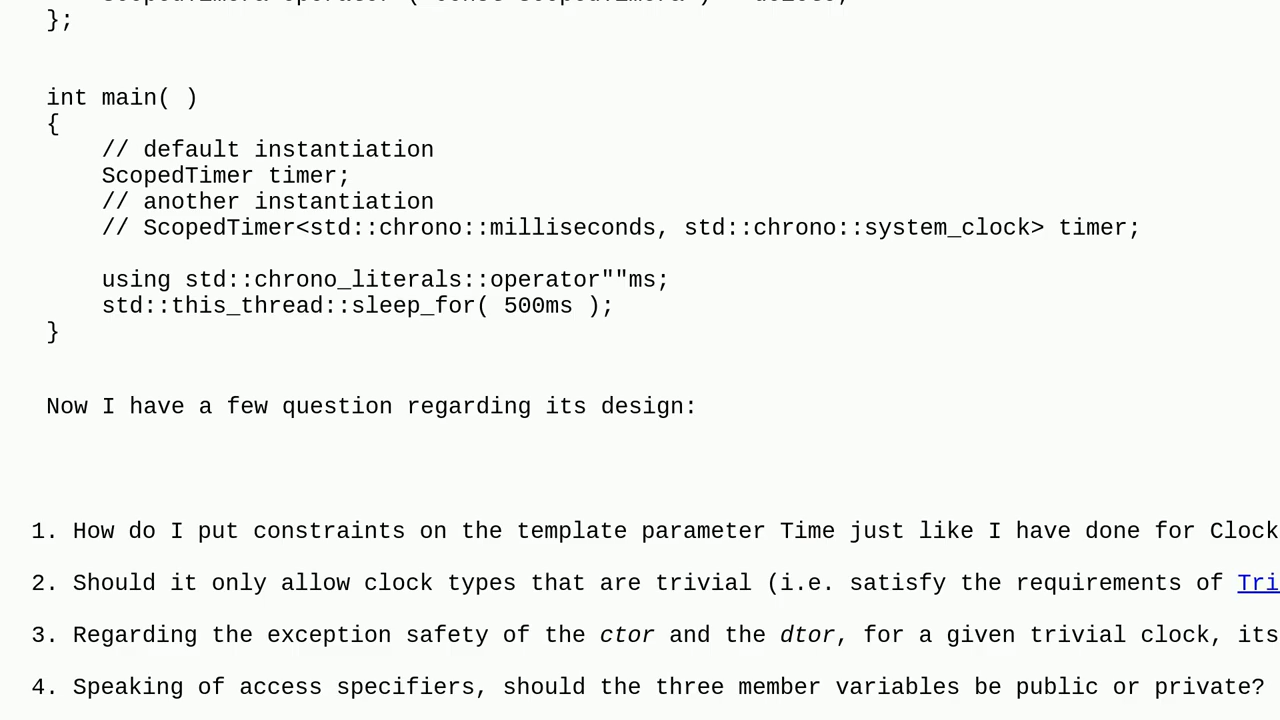 };
int main( )
{
// default instantiation
ScopedTimer timer;
// another instantiation
// ScopedTimer<std::chrono::milliseconds, std::chrono::system_clock> timer;
using std::chrono_literals::operator""ms;
std::this_thread::sleep_for( 500ms );
}
Now I have a few question regarding its design:
1. How do I put constraints on the template parameter Time just like I have done for Clock
2. Should it only allow clock types that are trivial (i.e. satisfy the requirements of Tri
3. Regarding the exception safety of the ctor and the dtor, for a given trivial clock, its
4. Speaking of access specifiers, should the three member variables be public or private?